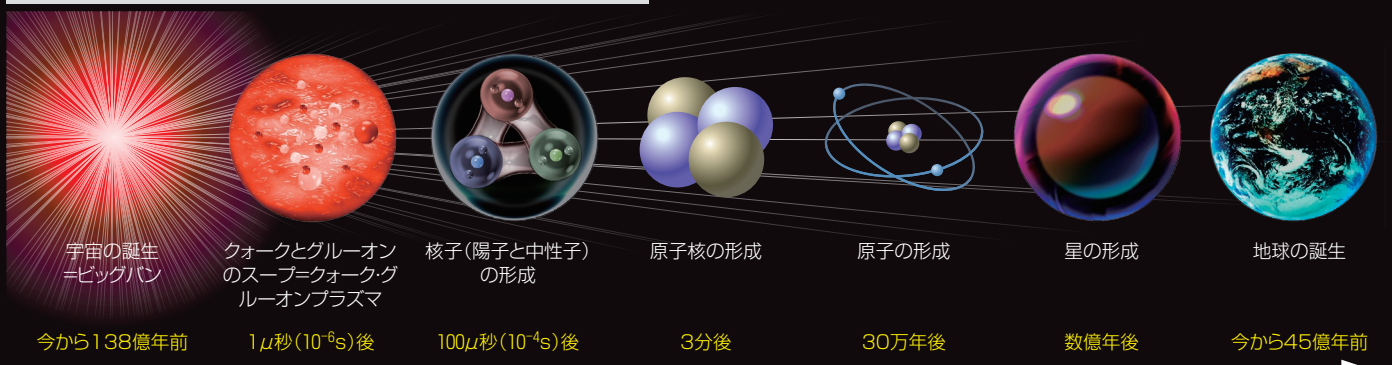 宇宙の誕生
=ビッグバン
クォークとグルーオン
のスープ=クォーク・グ
ルーオンプラズマ
核子(陽子と中性子)
の形成
原子核の形成
原子の形成
星の形成
地球の誕生
今から138億年前
1μ秒(10⁻⁶s)後
100μ秒(10⁻⁴s)後
3分後
30万年後
数億年後
今から45億年前